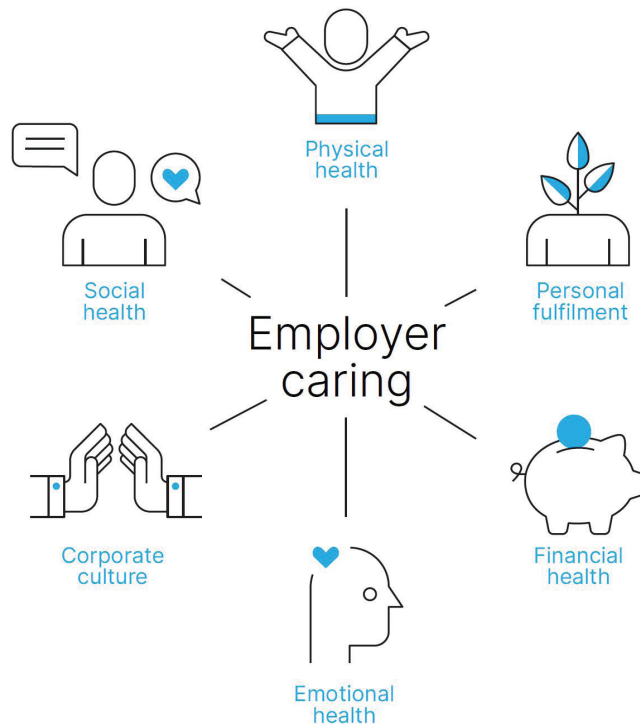 Physical
health
Social
health
Personal
fulfilment
Employer
caring
Corporate
culture
Financial
health
Emotional
health